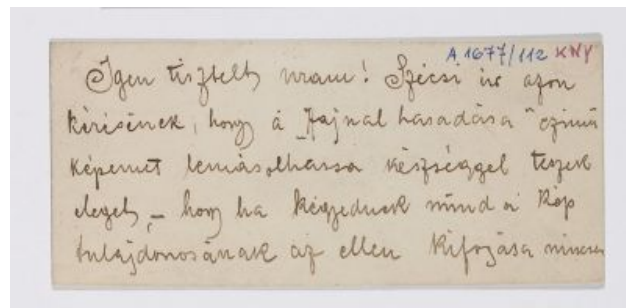 A 1677/112 KNY
Igen tisztelt uram! Szécsi úr azon
kérésének, hogy a „Hajnal hasadása" czimü
képemet lemásolhassa készséggel teszek
eleget, – hogy ha kegyednek mind a kép
tulajdonosának az ellen kifogása nincsen